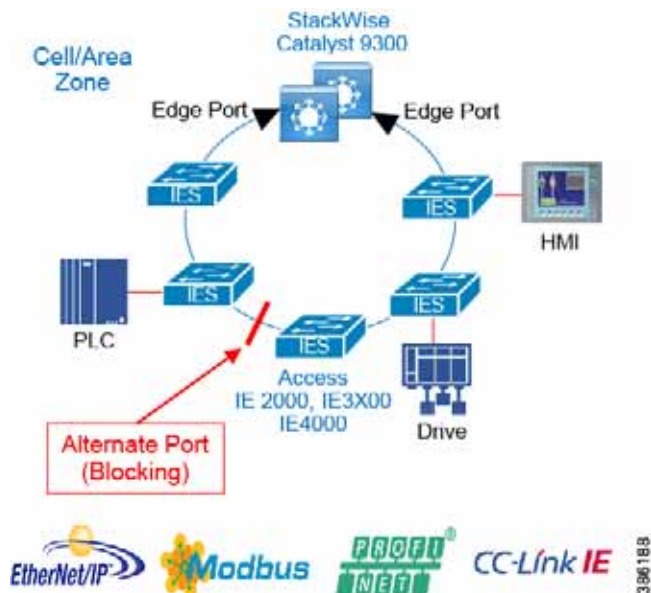 StackWise
Catalyst 9300
Cell/Area
Zone
Edge Port
Edge Port
IES
IES
HMI
IES
IES
PLC
IES
Access
IE 2000, IE3X00
IE4000
Drive
Alternate Port
(Blocking)
EtherNet/IP
Modbus
PROFI
NET
®
CC-Link IE
386188